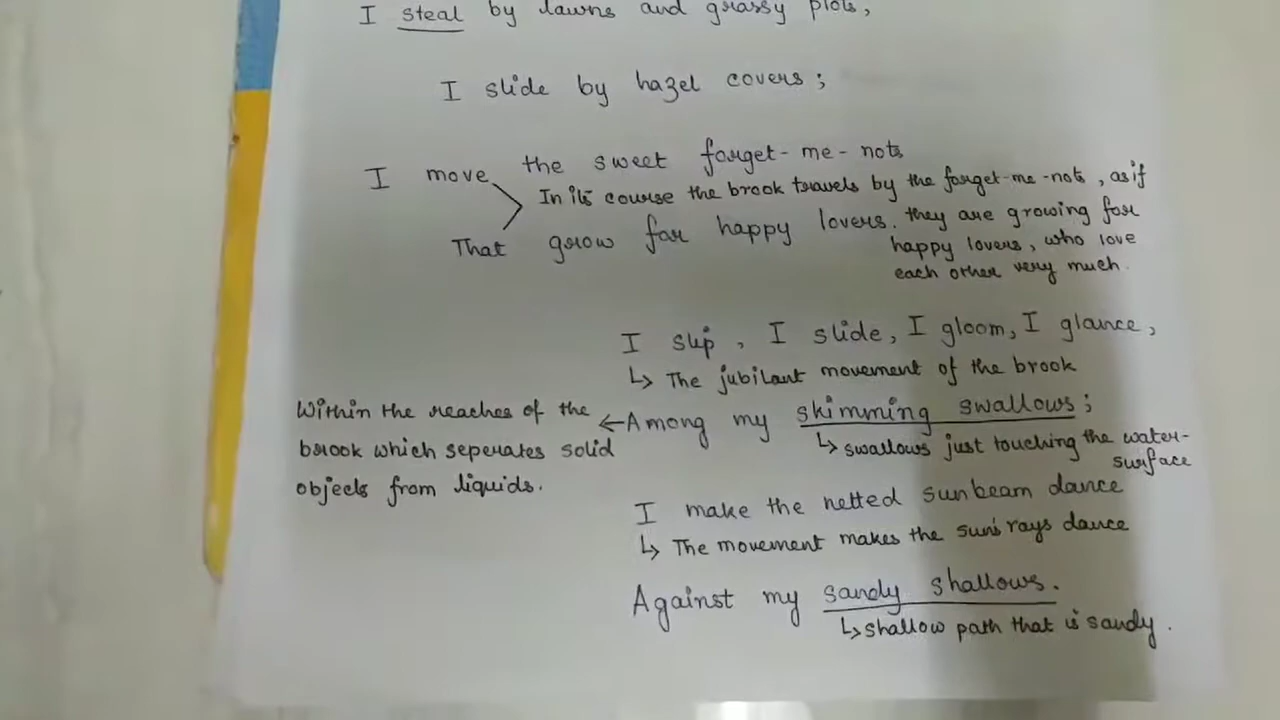 I steal by lawns and grassy plots,
I slide by hazel covers;
I move the sweet forget-me-nots
In its course the brook travels by the forget-me-nots, as if
That grow for happy lovers. they are growing for
happy lovers, who love
each other very much.
I slip, I slide, I gloom, I glance,
↳ The jubilant movement of the brook
Among my skimming swallows;
Within the reaches of the
brook which seperates solid
objects from liquids.
↳ swallows just touching the water-
surface
I make the netted sunbeam dance
↳ The movement makes the sun's rays dance
Against my sandy shallows.
↳ shallow path that is sandy.